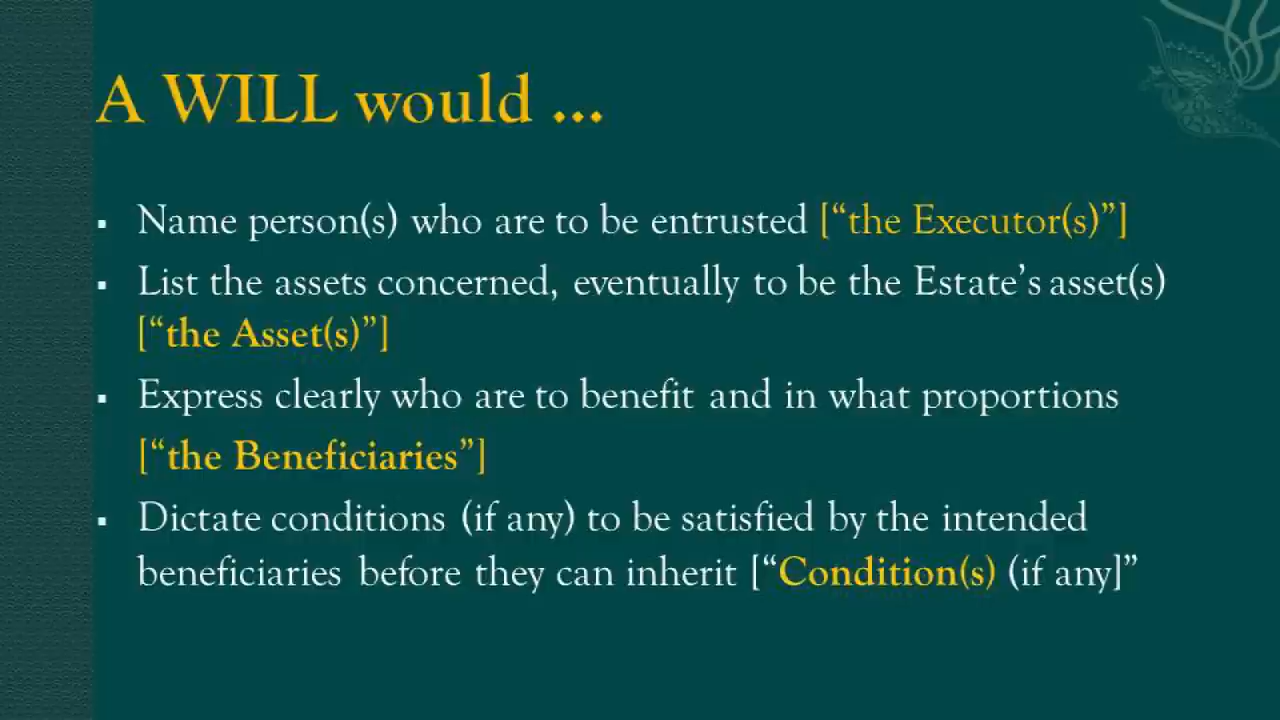 A WILL would ...
▪ Name person(s) who are to be entrusted [“the Executor(s)”]
▪ List the assets concerned, eventually to be the Estate’s asset(s)
[“the Asset(s)”]
▪ Express clearly who are to benefit and in what proportions
[“the Beneficiaries”]
▪ Dictate conditions (if any) to be satisfied by the intended
beneficiaries before they can inherit [“Condition(s) (if any]”